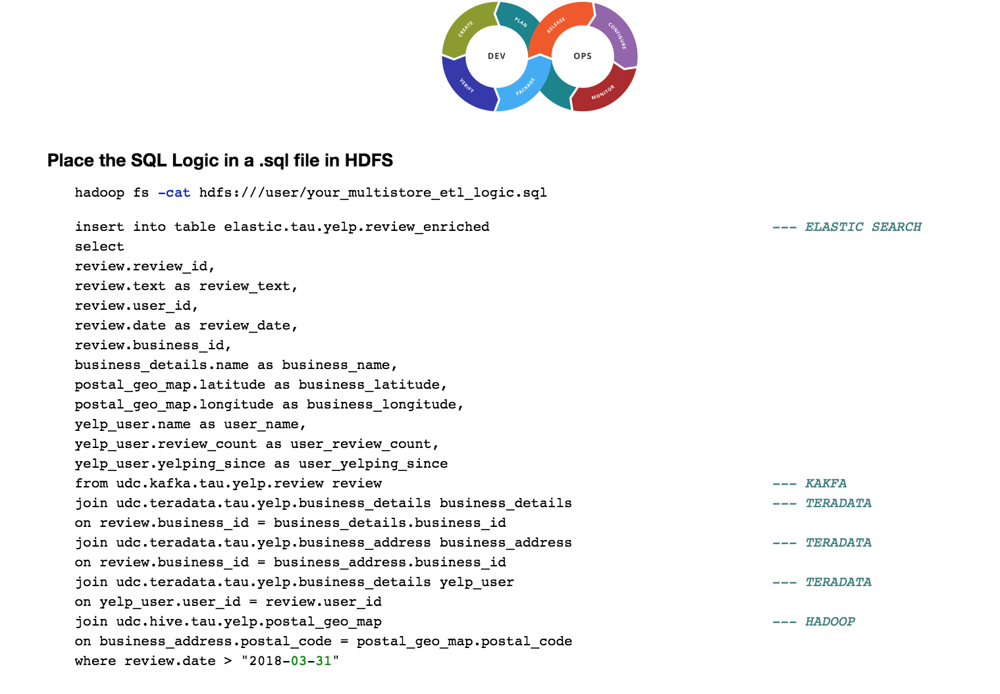 CREATE
PLAN
RELEASE
CONFIGURE
DEV
OPS
VERIFY
PACKAGE
MONITOR
Place the SQL Logic in a .sql file in HDFS
hadoop fs -cat hdfs:///user/your_multistore_etl_logic.sql
insert into table elastic.tau.yelp.review_enriched --- ELASTIC SEARCH
select
review.review_id,
review.text as review_text,
review.user_id,
review.date as review_date,
review.business_id,
business_details.name as business_name,
postal_geo_map.latitude as business_latitude,
postal_geo_map.longitude as business_longitude,
yelp_user.name as user_name,
yelp_user.review_count as user_review_count,
yelp_user.yelping_since as user_yelping_since
from udc.kafka.tau.yelp.review review --- KAKFA
join udc.teradata.tau.yelp.business_details business_details --- TERADATA
on review.business_id = business_details.business_id
join udc.teradata.tau.yelp.business_address business_address --- TERADATA
on review.business_id = business_address.business_id
join udc.teradata.tau.yelp.business_details yelp_user --- TERADATA
on yelp_user.user_id = review.user_id
join udc.hive.tau.yelp.postal_geo_map --- HADOOP
on business_address.postal_code = postal_geo_map.postal_code
where review.date > "2018-03-31"